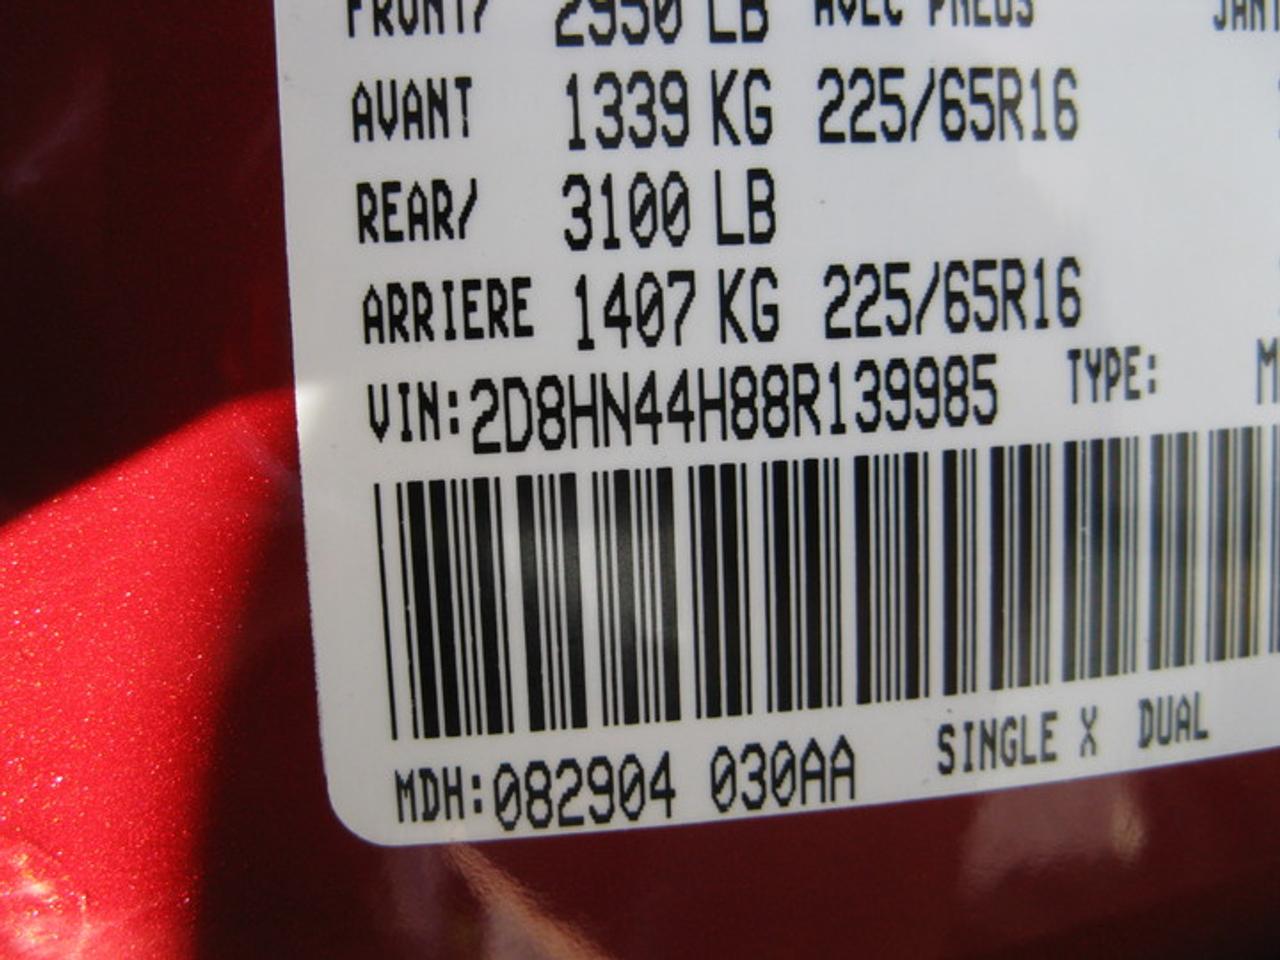 FRONT/ 2950 LB AVEC PNEUS
AVANT 1339 KG 225/65R16
REAR/ 3100 LB
ARRIERE 1407 KG 225/65R16
VIN:2D8HN44H88R139985 TYPE: M
MDH:082904 030AA SINGLE X DUAL